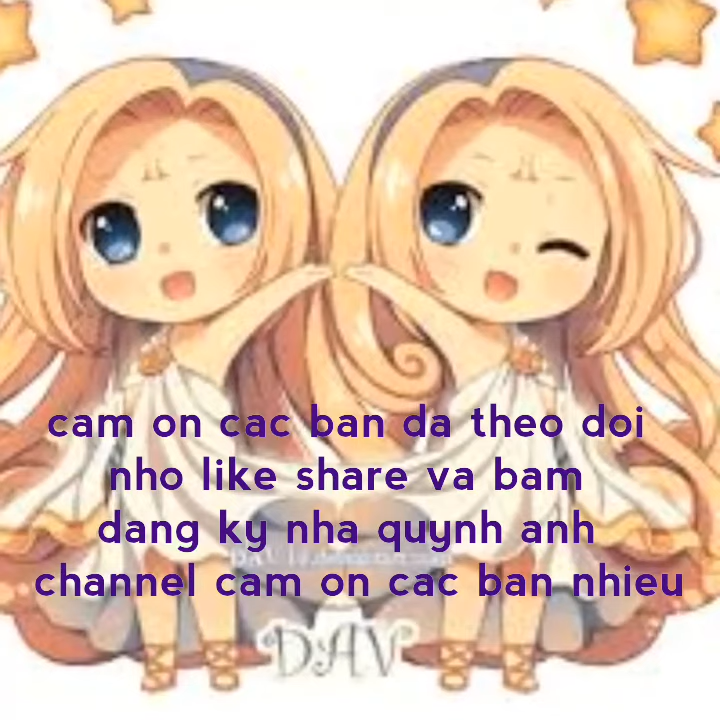 cam on cac ban da theo doi
nho like share va bam
dang ky nha quynh anh
channel cam on cac ban nhieu
DAV